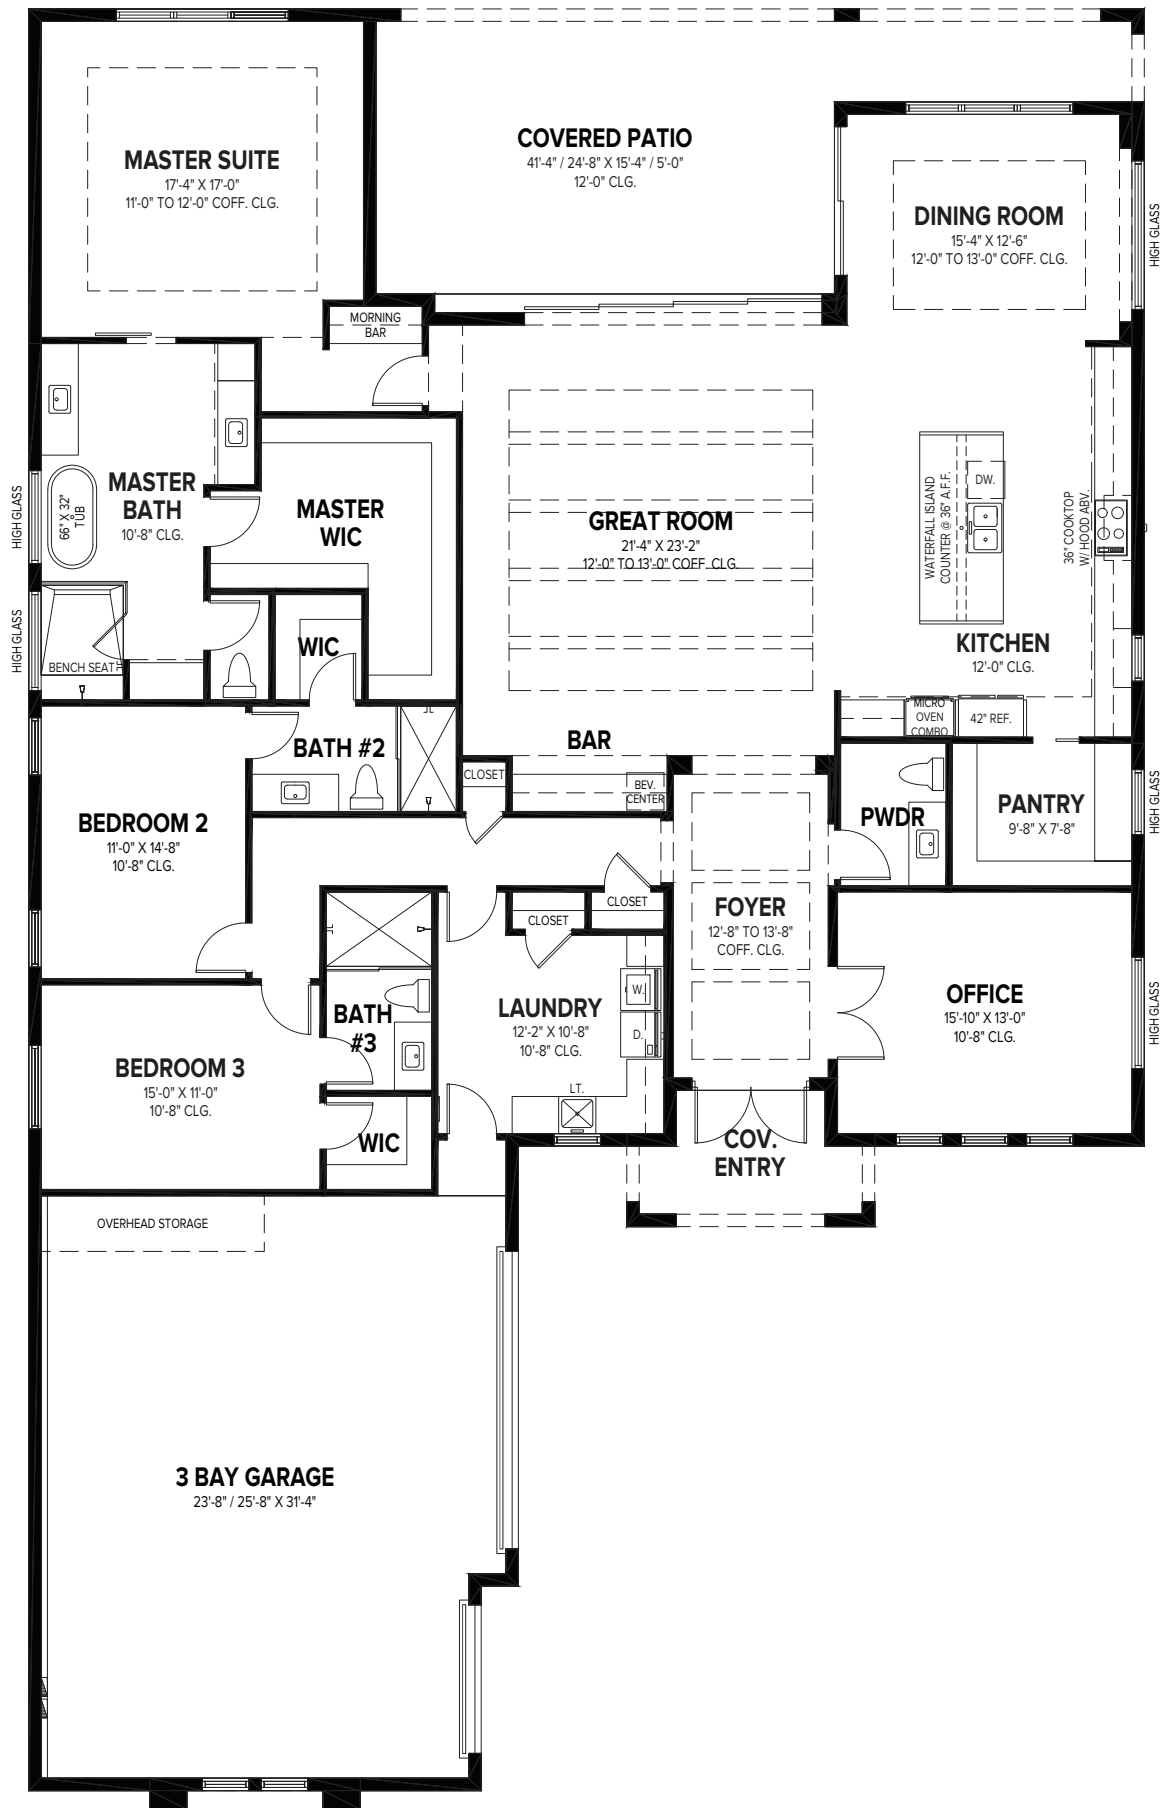 COVERED PATIO
41'-4" / 24'-8" X 15'-4" / 5'-0"
12'-0" CLG.
MASTER SUITE
17'-4" X 17'-0"
11'-0" TO 12'-0" COFF. CLG.
DINING ROOM
15'-4" X 12'-6"
12'-0" TO 13'-0" COFF. CLG.
HIGH GLASS
MORNING
BAR
MASTER
BATH
10'-8" CLG.
66" X 32"
TUB
HIGH GLASS
HIGH GLASS
BENCH SEAT
MASTER
WIC
WIC
GREAT ROOM
21'-4" X 23'-2"
12'-0" TO 13'-0" COFF. CLG.
WATERFALL ISLAND
COUNTER @ 36" A.F.F.
DW.
36" COOKTOP
W/ HOOD ABV.
KITCHEN
12'-0" CLG.
MICRO
OVEN
COMBO
42" REF.
BATH #2
BAR
CLOSET
BEV.
CENTER
BEDROOM 2
11'-0" X 14'-8"
10'-8" CLG.
PWDR
PANTRY
9'-8" X 7'-8"
HIGH GLASS
FOYER
12'-8" TO 13'-8"
COFF. CLG.
CLOSET
CLOSET
LAUNDRY
12'-2" X 10'-8"
10'-8" CLG.
W.
D.
LT.
OFFICE
15'-10" X 13'-0"
10'-8" CLG.
HIGH GLASS
BATH
#3
BEDROOM 3
15'-0" X 11'-0"
10'-8" CLG.
WIC
COV.
ENTRY
OVERHEAD STORAGE
3 BAY GARAGE
23'-8" / 25'-8" X 31'-4"